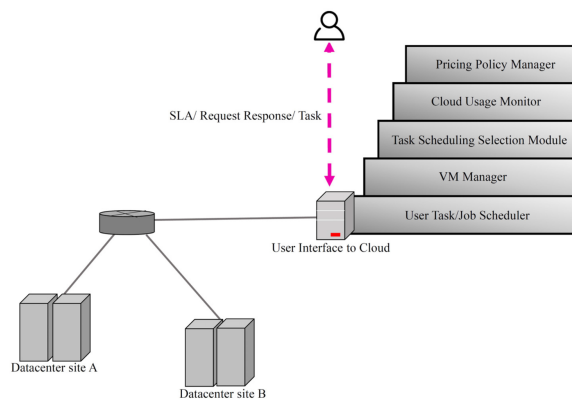 Pricing Policy Manager
Cloud Usage Monitor
SLA/ Request Response/ Task
Task Scheduling Selection Module
VM Manager
User Task/Job Scheduler
User Interface to Cloud
Datacenter site A
Datacenter site B